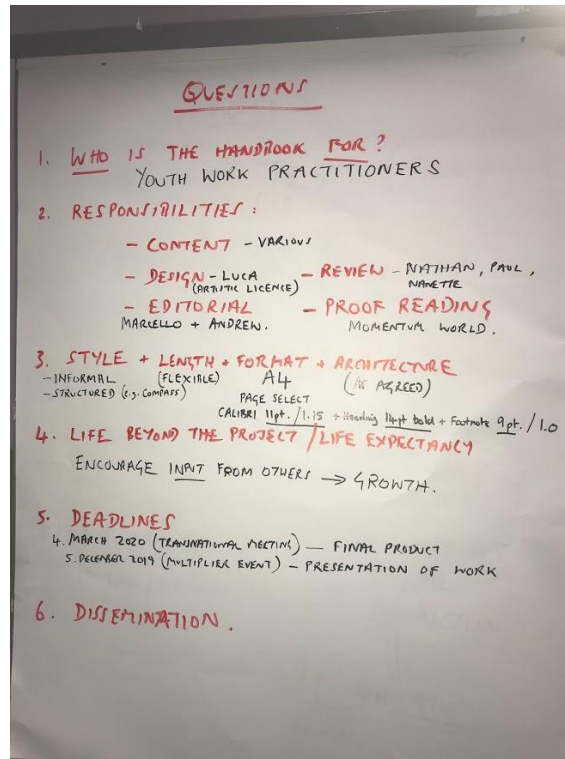 QUESTIONS
1. WHO IS THE HANDBOOK FOR?
YOUTH WORK PRACTITIONERS
2. RESPONSIBILITIES:
- CONTENT - VARIOUS
- DESIGN - LUCA - REVIEW - NATHAN, PAUL,
(ARTISTIC LICENCE) NANETTE
- EDITORIAL - PROOF READING
MARCELLO + ANDREW. MOMENTUM WORLD.
3. STYLE + LENGTH + FORMAT + ARCHITECTURE
- INFORMAL (FLEXIBLE) A4 (AS AGREED)
- STRUCTURED (e.g. COMPASS) PAGE SELECT
CALIBRI 11pt. / 1.15 + Heading 14pt bold + Footnote 9pt. / 1.0
4. LIFE BEYOND THE PROJECT / LIFE EXPECTANCY
ENCOURAGE INPUT FROM OTHERS → GROWTH.
5. DEADLINES
4. MARCH 2020 (TRANSNATIONAL MEETING) — FINAL PRODUCT
5. DECEMBER 2019 (MULTIPLIER EVENT) - PRESENTATION OF WORK
6. DISSEMINATION.